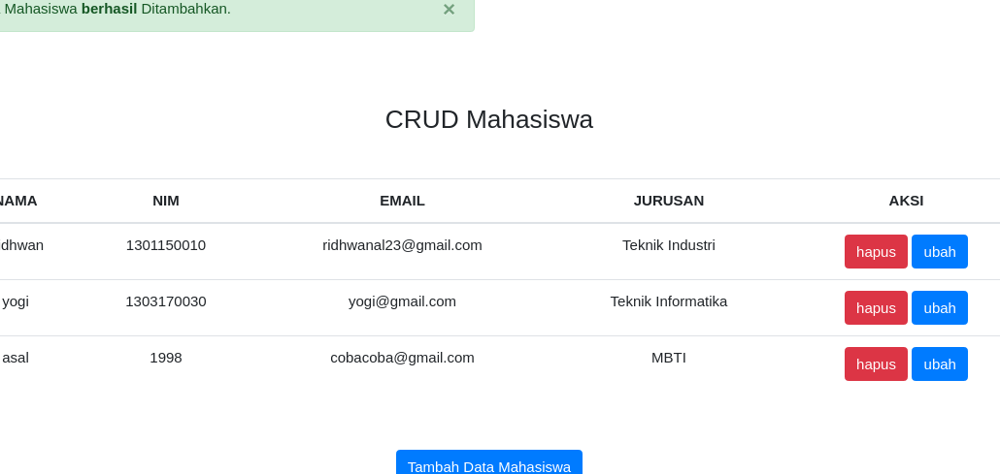 Mahasiswa berhasil Ditambahkan. ×
CRUD Mahasiswa
NAMA NIM EMAIL JURUSAN AKSI
idhwan 1301150010 ridhwanal23@gmail.com Teknik Industri hapus ubah
yogi 1303170030 yogi@gmail.com Teknik Informatika hapus ubah
asal 1998 cobacoba@gmail.com MBTI hapus ubah
Tambah Data Mahasiswa